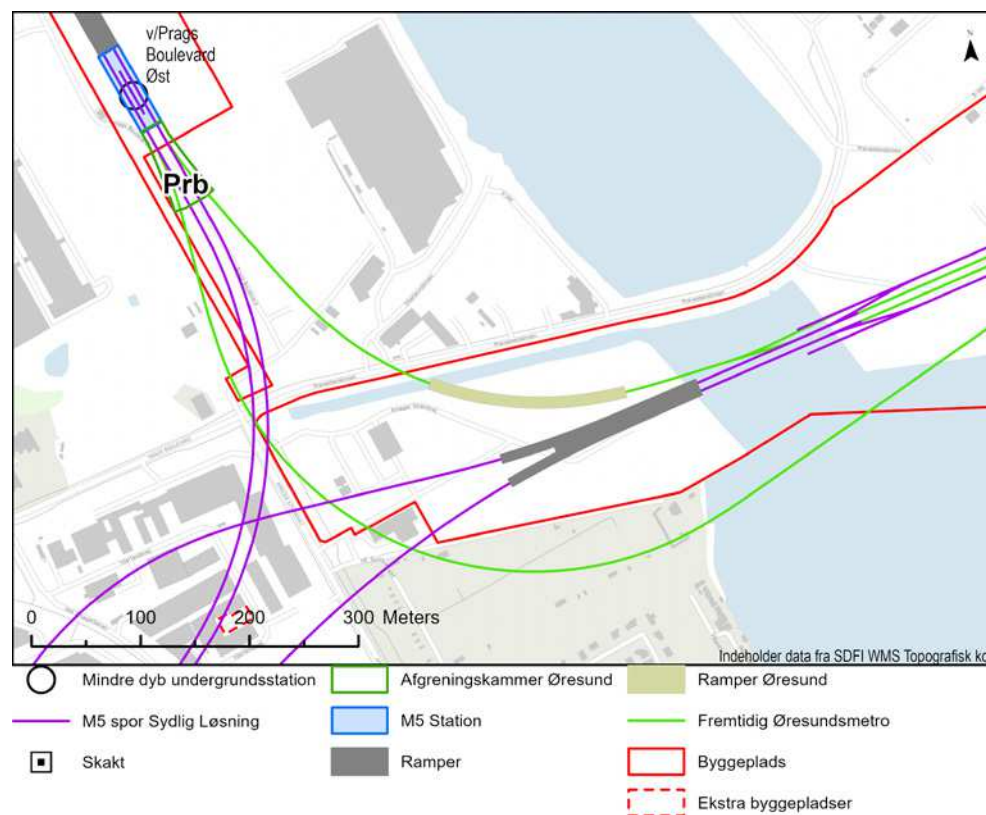 v/Prags
Boulevard
Øst
N
Prb
0 100 200 300 Meters
Indeholder data fra SDFI WMS Topografisk ko
Mindre dyb undergrundsstation
Afgreningskammer Øresund
Ramper Øresund
M5 spor Sydlig Løsning
M5 Station
Fremtidig Øresundsmetro
Skakt
Ramper
Byggeplads
Ekstra byggepladser